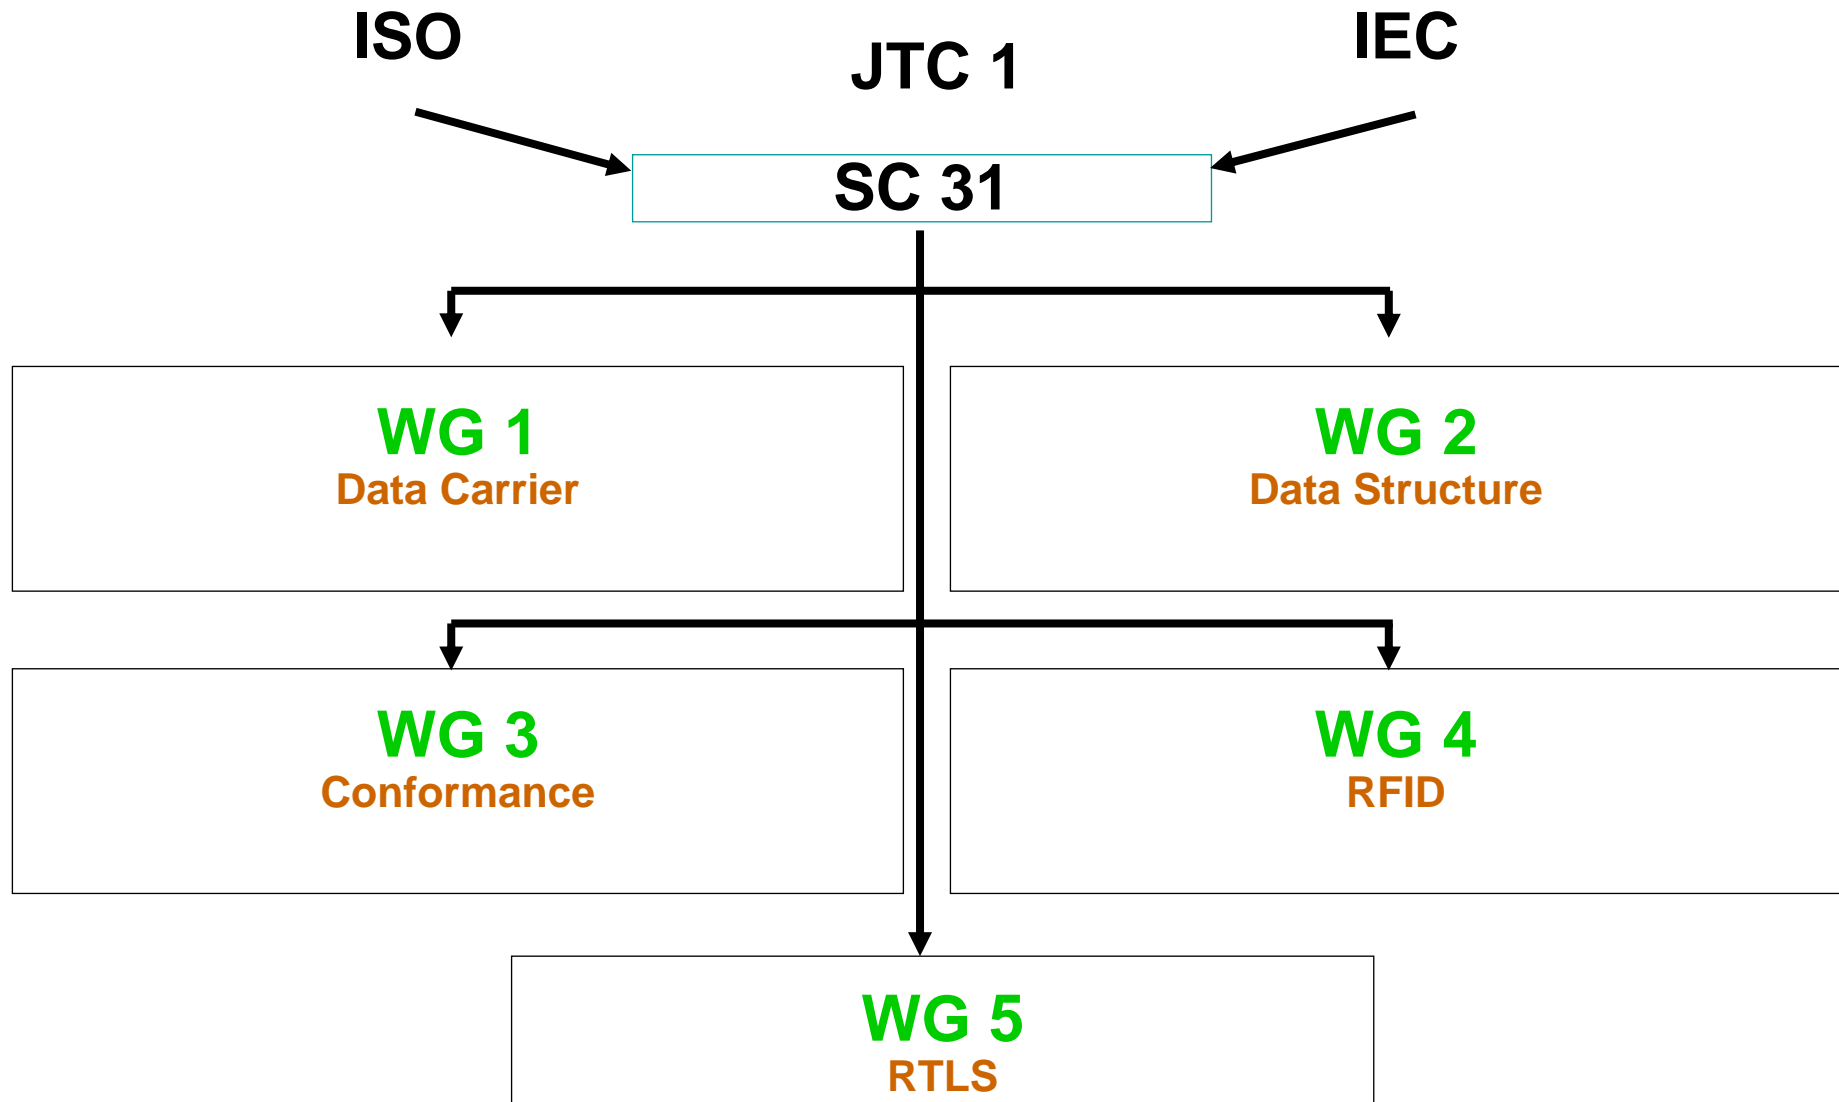 ISO
JTC 1
IEC
SC 31
WG 1
Data Carrier
WG 2
Data Structure
WG 3
Conformance
WG 4
RFID
WG 5
RTLS